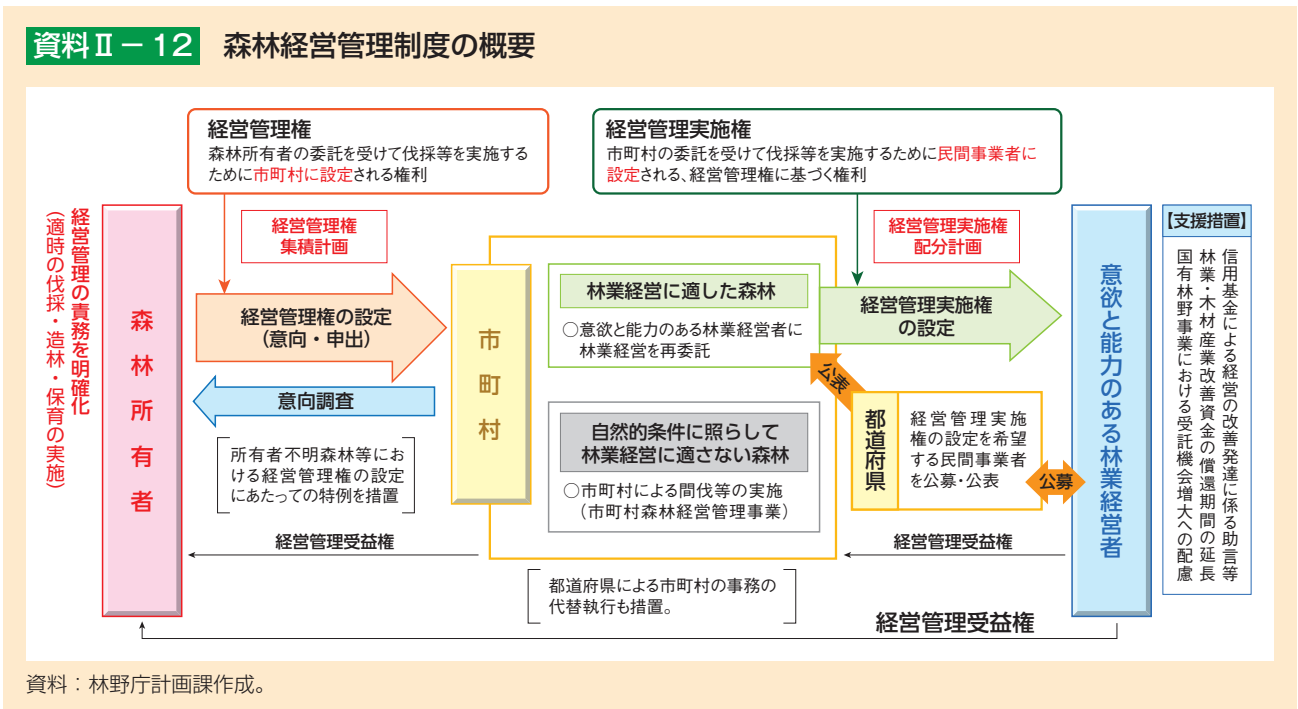 資料Ⅱ－12 森林経営管理制度の概要
経営管理権
森林所有者の委託を受けて伐採等を実施する
ために市町村に設定される権利
経営管理実施権
市町村の委託を受けて伐採等を実施するために民間事業者に
設定される、経営管理権に基づく権利
経営管理の責務を明確化
（適時の伐採・造林・保育の実施）
森林所有者
経営管理権
集積計画
経営管理権の設定
（意向・申出）
意向調査
所有者不明森林等にお
ける経営管理権の設定
にあたっての特例を措置
市町村
林業経営に適した森林
○意欲と能力のある林業経営者に
林業経営を再委託
自然的条件に照らして
林業経営に適さない森林
○市町村による間伐等の実施
（市町村森林経営管理事業）
経営管理実施権
配分計画
経営管理実施権
の設定
公表
都道府県
経営管理実施
権の設定を希望
する民間事業者
を公募・公表
公募
意欲と能力のある林業経営者
【支援措置】
信用基金による経営の改善発達に係る助言等
林業・木材産業改善資金の償還期間の延長
国有林野事業における受託機会増大への配慮
経営管理受益権
経営管理受益権
都道府県による市町村の事務の
代替執行も措置。
経営管理受益権
資料：林野庁計画課作成。